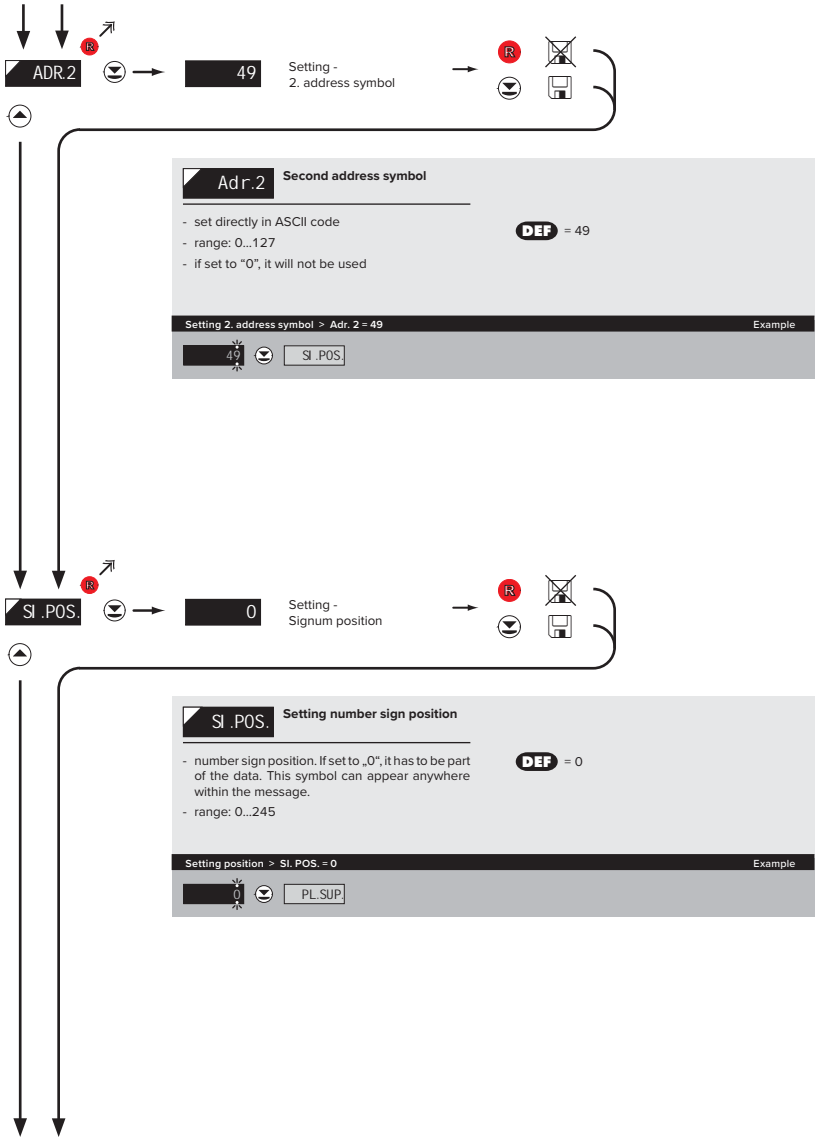 R
ADR.2
49
Setting -
2. address symbol
R
Adr.2
Second address symbol
- set directly in ASCII code
- range: 0...127
- if set to “0”, it will not be used
DEF = 49
Setting 2. address symbol > Adr. 2 = 49
Example
49
SI.POS.
R
SI.POS.
0
Setting -
Signum position
R
SI.POS.
Setting number sign position
- number sign position. If set to „0“, it has to be part
of the data. This symbol can appear anywhere
within the message.
- range: 0...245
DEF = 0
Setting position > SI. POS. = 0
Example
0
PL.SUP.